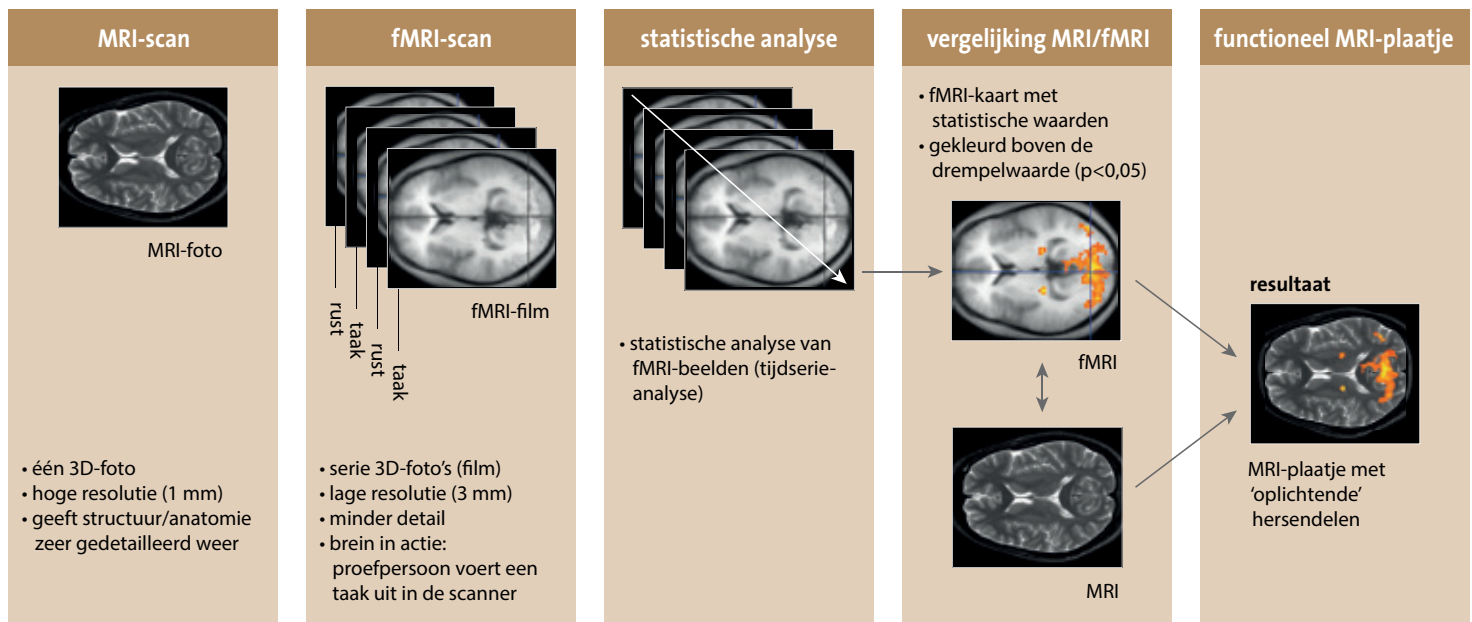 MRI-scan
MRI-foto
• één 3D-foto
• hoge resolutie (1 mm)
• geeft structuur/anatomie
zeer gedetailleerd weer
fMRI-scan
rust
taak
rust
taak
fMRI-film
• serie 3D-foto’s (film)
• lage resolutie (3 mm)
• minder detail
• brein in actie:
proefpersoon voert een
taak uit in de scanner
statistische analyse
• statistische analyse van
fMRI-beelden (tijdserie-
analyse)
vergelijking MRI/fMRI
• fMRI-kaart met
statistische waarden
• gekleurd boven de
drempelwaarde (p<0,05)
fMRI
MRI
functioneel MRI-plaatje
resultaat
MRI-plaatje met
‘oplichtende’
hersendelen